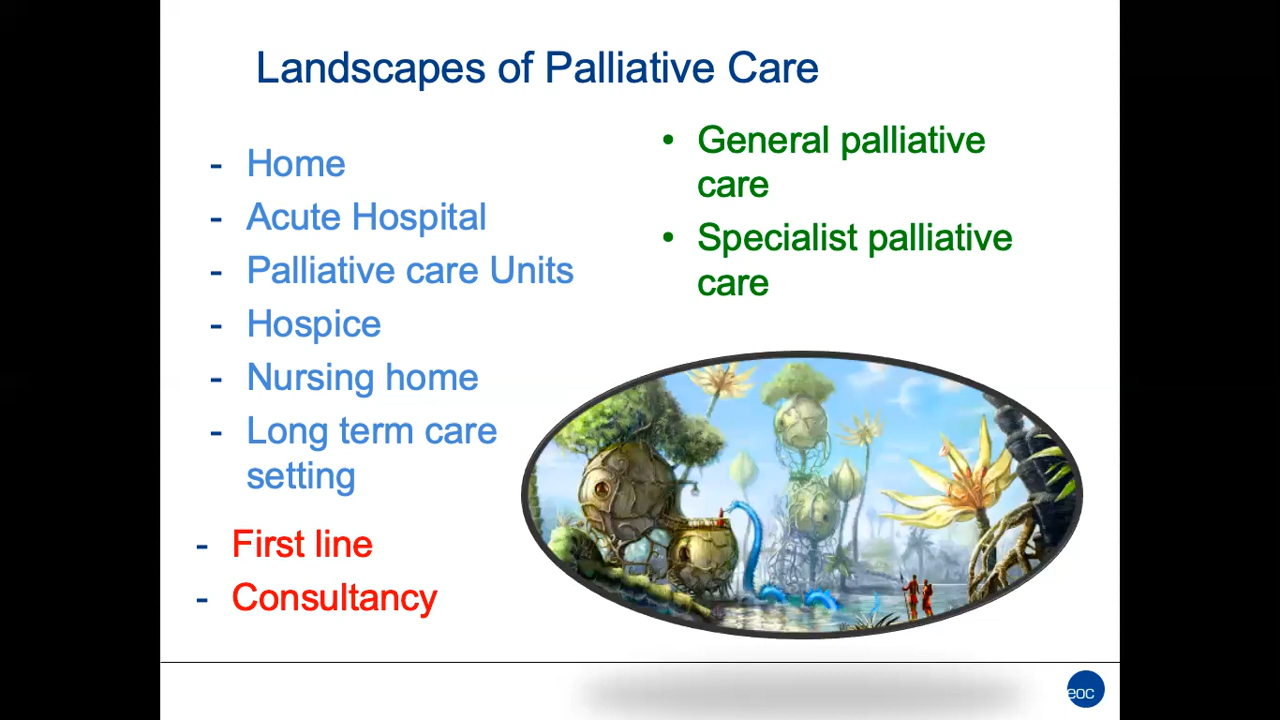 Landscapes of Palliative Care
- Home
- Acute Hospital
- Palliative care Units
- Hospice
- Nursing home
- Long term care
setting
- First line
- Consultancy
• General palliative
care
• Specialist palliative
care
eoc